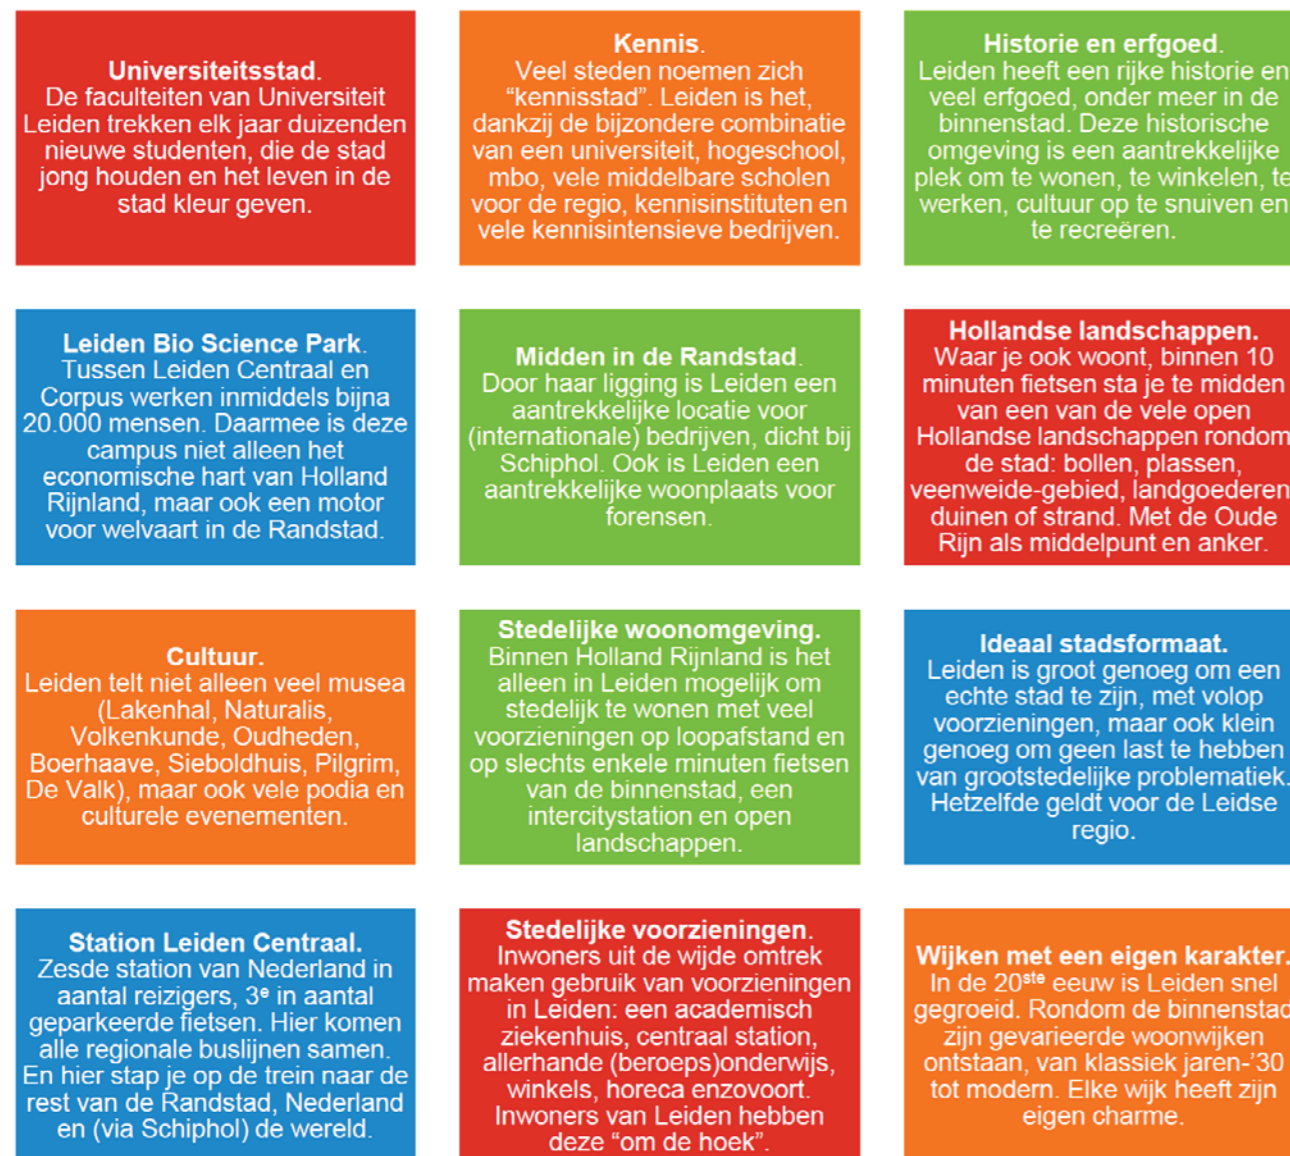 Universiteitsstad.
De faculteiten van Universiteit
Leiden trekken elk jaar duizenden
nieuwe studenten, die de stad
jong houden en het leven in de
stad kleur geven.
Kennis.
Veel steden noemen zich
“kennisstad”. Leiden is het,
dankzij de bijzondere combinatie
van een universiteit, hogeschool,
mbo, vele middelbare scholen
voor de regio, kennisinstituten en
vele kennisintensieve bedrijven.
Historie en erfgoed.
Leiden heeft een rijke historie en
veel erfgoed, onder meer in de
binnenstad. Deze historische
omgeving is een aantrekkelijke
plek om te wonen, te winkelen, te
werken, cultuur op te snuiven en
te recreëren.
Leiden Bio Science Park.
Tussen Leiden Centraal en
Corpus werken inmiddels bijna
20.000 mensen. Daarmee is deze
campus niet alleen het
economische hart van Holland
Rijnland, maar ook een motor
voor welvaart in de Randstad.
Midden in de Randstad.
Door haar ligging is Leiden een
aantrekkelijke locatie voor
(internationale) bedrijven, dicht bij
Schiphol. Ook is Leiden een
aantrekkelijke woonplaats voor
forensen.
Hollandse landschappen.
Waar je ook woont, binnen 10
minuten fietsen sta je te midden
van een van de vele open
Hollandse landschappen rondom
de stad: bollen, plassen,
veenweide-gebied, landgoederen
duinen of strand. Met de Oude
Rijn als middelpunt en anker.
Cultuur.
Leiden telt niet alleen veel musea
(Lakenhal, Naturalis,
Volkenkunde, Oudheden,
Boerhaave, Sieboldhuis, Pilgrim,
De Valk), maar ook vele podia en
culturele evenementen.
Stedelijke woonomgeving.
Binnen Holland Rijnland is het
alleen in Leiden mogelijk om
stedelijk te wonen met veel
voorzieningen op loopafstand en
op slechts enkele minuten fietsen
van de binnenstad, een
intercitystation en open
landschappen.
Ideaal stadsformaat.
Leiden is groot genoeg om een
echte stad te zijn, met volop
voorzieningen, maar ook klein
genoeg om geen last te hebben
van grootstedelijke problematiek.
Hetzelfde geldt voor de Leidse
regio.
Station Leiden Centraal.
Zesde station van Nederland in
aantal reizigers, 3e in aantal
geparkeerde fietsen. Hier komen
alle regionale buslijnen samen.
En hier stap je op de trein naar de
rest van de Randstad, Nederland
en (via Schiphol) de wereld.
Stedelijke voorzieningen.
Inwoners uit de wijde omtrek
maken gebruik van voorzieningen
in Leiden: een academisch
ziekenhuis, centraal station,
allerhande (beroeps)onderwijs,
winkels, horeca enzovoort.
Inwoners van Leiden hebben
deze “om de hoek”.
Wijken met een eigen karakter.
In de 20ste eeuw is Leiden snel
gegroeid. Rondom de binnenstad
zijn gevarieerde woonwijken
ontstaan, van klassiek jaren-’30
tot modern. Elke wijk heeft zijn
eigen charme.